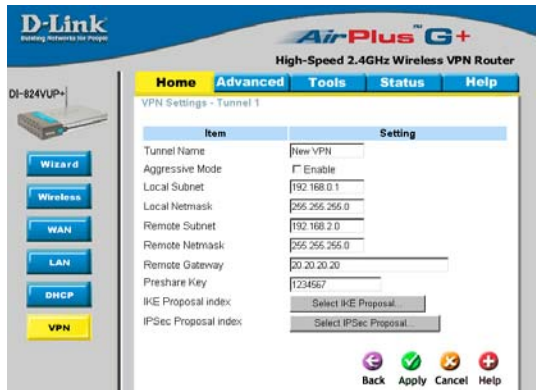 D-Link
Building Networks for People
AirPlus G+
™
High-Speed 2.4GHz Wireless VPN Router
DI-824VUP+
Home Advanced Tools Status Help
VPN Settings - Tunnel 1
Item Setting
Tunnel Name New VPN
Aggressive Mode Enable
Local Subnet 192.168.0.1
Local Netmask 255.255.255.0
Remote Subnet 192.168.2.0
Remote Netmask 255.255.255.0
Remote Gateway 20.20.20.20
Preshare Key 1234567
IKE Proposal index Select IKE Proposal...
IPSec Proposal index Select IPSec Proposal...
Wizard
Wireless
WAN
LAN
DHCP
VPN
Back Apply Cancel Help